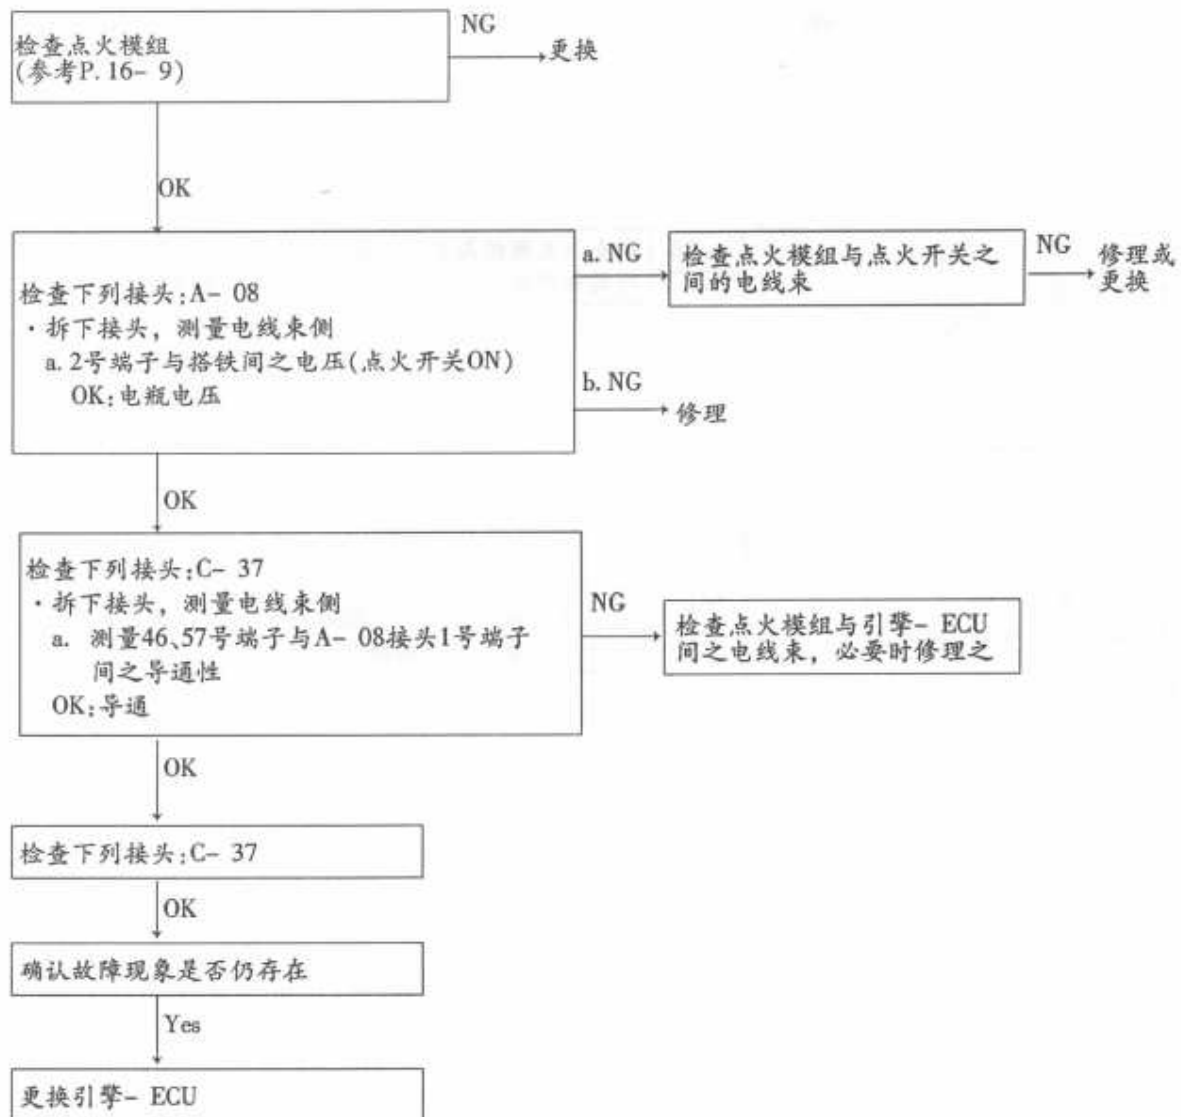 检查点火模组
(参考P. 16- 9)
NG
更换
OK
检查下列接头:A- 08
·拆下接头, 测量电线束侧
a. 2号端子与搭铁间之电压(点火开关ON)
OK:电瓶电压
a. NG
检查点火模组与点火开关之
间的电线束
NG
修理或
更换
b. NG
修理
OK
检查下列接头:C- 37
·拆下接头, 测量电线束侧
a. 测量46、57号端子与A- 08接头1号端子
间之导通性
OK:导通
NG
检查点火模组与引擎- ECU
间之电线束, 必要时修理之
OK
检查下列接头:C- 37
OK
确认故障现象是否仍存在
Yes
更换引擎- ECU